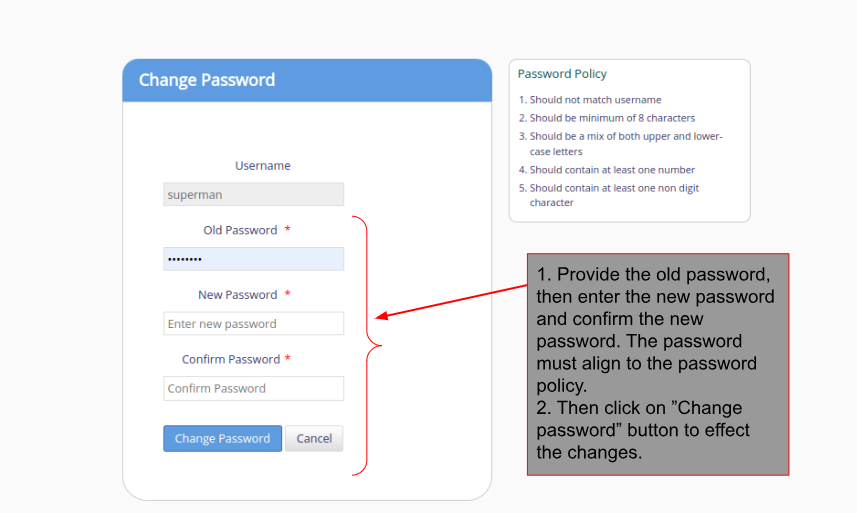 Change Password
Username
superman
Old Password *
••••••••
New Password *
Enter new password
Confirm Password *
Confirm Password
Change Password
Cancel
Password Policy
1. Should not match username
2. Should be minimum of 8 characters
3. Should be a mix of both upper and lower-
case letters
4. Should contain at least one number
5. Should contain at least one non digit
character
1. Provide the old password,
then enter the new password
and confirm the new
password. The password
must align to the password
policy.
2. Then click on ”Change
password” button to effect
the changes.